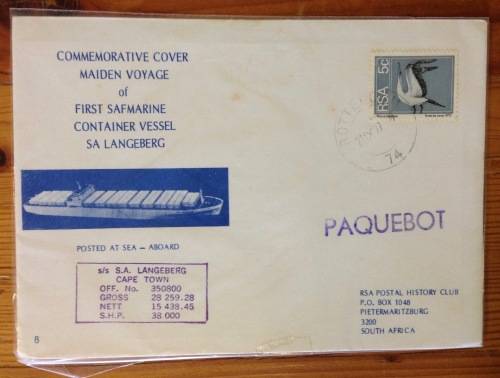 COMMEMORATIVE COVER
MAIDEN VOYAGE
of
FIRST SAFMARINE
CONTAINER VESSEL
SA LANGEBERG
RSA 5c
74
PAQUEBOT
POSTED AT SEA – ABOARD
s/s S.A. LANGEBERG
CAPE TOWN
OFF. No. 350800
GROSS 28 259.28
NETT 15 438.45
S.H.P. 38 000
RSA POSTAL HISTORY CLUB
P.O. BOX 1048
PIETERMARITZBURG
3200
SOUTH AFRICA
8